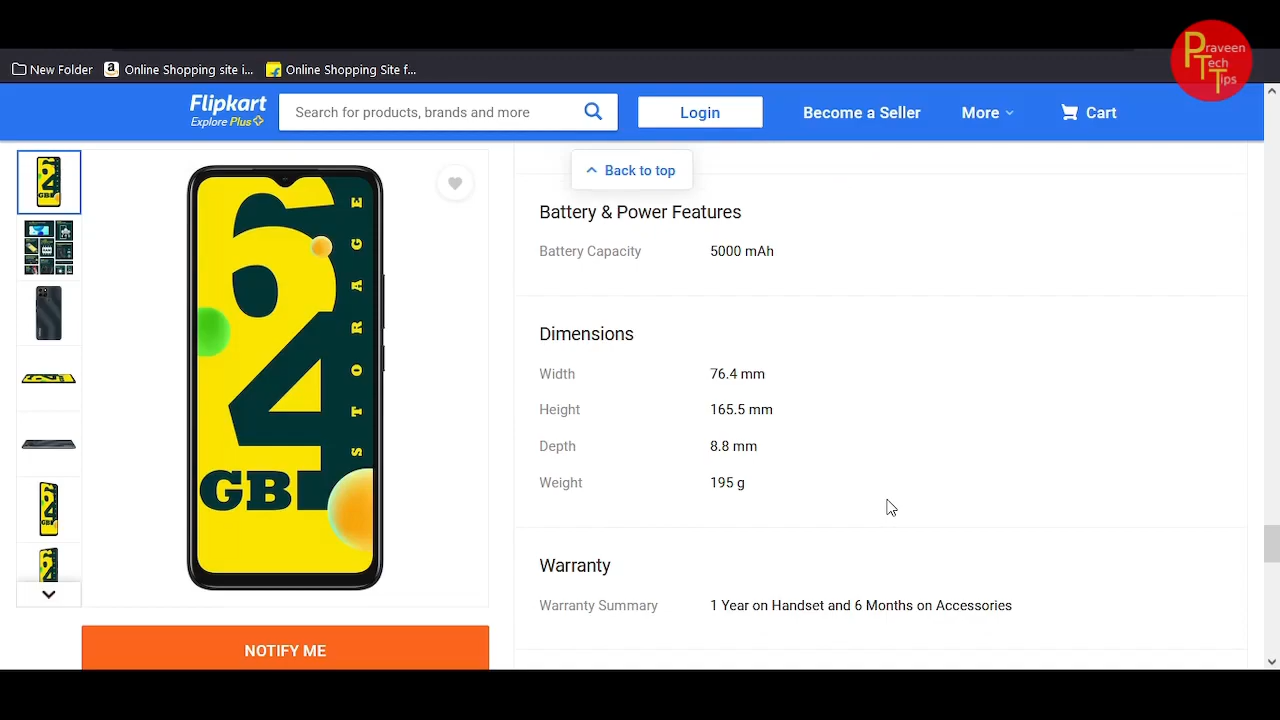 Praveen
Tech
Tips
New Folder
Online Shopping site i...
Online Shopping Site f...
Flipkart
Explore Plus
Search for products, brands and more
Login
Become a Seller
More
Cart
Back to top
64
GB
STORAGE
Battery & Power Features
Battery Capacity 5000 mAh
Dimensions
Width 76.4 mm
Height 165.5 mm
Depth 8.8 mm
Weight 195 g
Warranty
Warranty Summary 1 Year on Handset and 6 Months on Accessories
NOTIFY ME